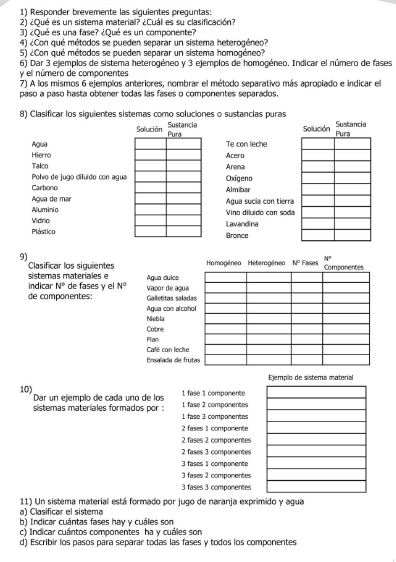 1) Responder brevemente las siguientes preguntas:
2) ¿Qué es un sistema material? ¿Cuál es su clasificación?
3) ¿Qué es una fase? ¿Qué es un componente?
4) ¿Con qué métodos se pueden separar un sistema heterogéneo?
5) ¿Con qué métodos se pueden separar un sistema homogéneo?
6) Dar 3 ejemplos de sistema heterogéneo y 3 ejemplos de homogéneo. Indicar el número de fases
y el número de componentes
7) A los mismos 6 ejemplos anteriores, nombrar el método separativo más apropiado e indicar el
paso a paso hasta obtener todas las fases o componentes separados.
8) Clasificar los siguientes sistemas como soluciones o sustancias puras
Solución Sustancia Pura
Agua
Hierro
Talco
Polvo de jugo diluido con agua
Carbono
Agua de mar
Aluminio
Vidrio
Plástico
Solución Sustancia Pura
Te con leche
Acero
Arena
Oxígeno
Almibar
Agua sucia con tierra
Vino diluido con soda
Lavandina
Bronce
9)
Clasificar los siguientes
sistemas materiales e
indicar N° de fases y el N°
de componentes:
Homogéneo Heterogéneo N° Fases N° Componentes
Agua dulce
Vapor de agua
Galletitas saladas
Agua con alcohol
Niebla
Cobre
Flan
Café con leche
Ensalada de frutas
10)
Dar un ejemplo de cada uno de los
sistemas materiales formados por :
Ejemplo de sistema material
1 fase 1 componente
1 fase 2 componentes
1 fase 3 componentes
2 fases 1 componente
2 fases 2 componentes
2 fases 3 componentes
3 fases 1 componente
3 fases 2 componentes
3 fases 3 componentes
11) Un sistema material está formado por jugo de naranja exprimido y agua
a) Clasificar el sistema
b) Indicar cuántas fases hay y cuáles son
c) Indicar cuántos componentes ha y cuáles son
d) Escribir los pasos para separar todas las fases y todos los componentes